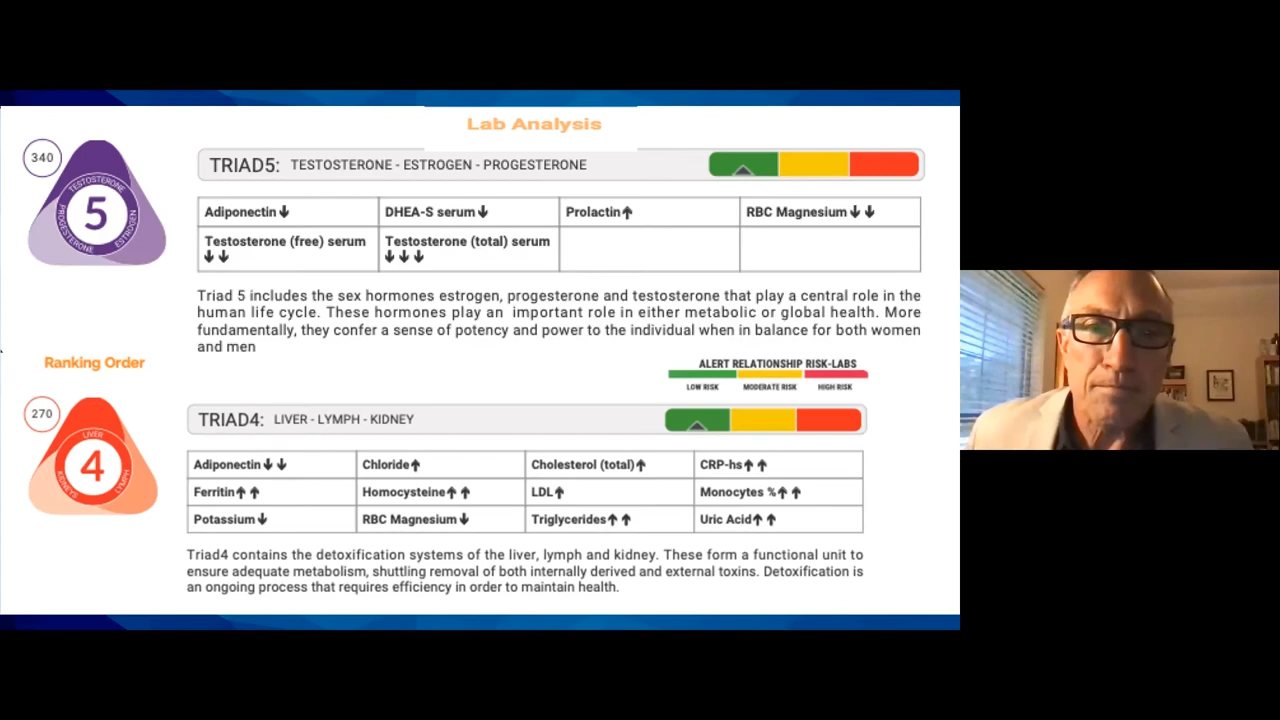 Lab Analysis
340
TRIAD5: TESTOSTERONE - ESTROGEN - PROGESTERONE
TESTOSTERONE
PROGESTERONE
ESTROGEN
5
Adiponectin↓ DHEA-S serum↓ Prolactin↑ RBC Magnesium↓↓
Testosterone (free) serum Testosterone (total) serum
↓↓ ↓↓↓
Triad 5 includes the sex hormones estrogen, progesterone and testosterone that play a central role in the
human life cycle. These hormones play an important role in either metabolic or global health. More
fundamentally, they confer a sense of potency and power to the individual when in balance for both women
and men
Ranking Order
ALERT RELATIONSHIP RISK-LABS
LOW RISK MODERATE RISK HIGH RISK
270
TRIAD4: LIVER - LYMPH - KIDNEY
LIVER
KIDNEYS
LYMPH
4
Adiponectin↓↓ Chloride↑ Cholesterol (total)↑ CRP-hs↑↑
Ferritin↑↑ Homocysteine↑↑ LDL↑ Monocytes %↑↑
Potassium↓ RBC Magnesium↓ Triglycerides↑↑ Uric Acid↑↑
Triad4 contains the detoxification systems of the liver, lymph and kidney. These form a functional unit to
ensure adequate metabolism, shuttling removal of both internally derived and external toxins. Detoxification is
an ongoing process that requires efficiency in order to maintain health.